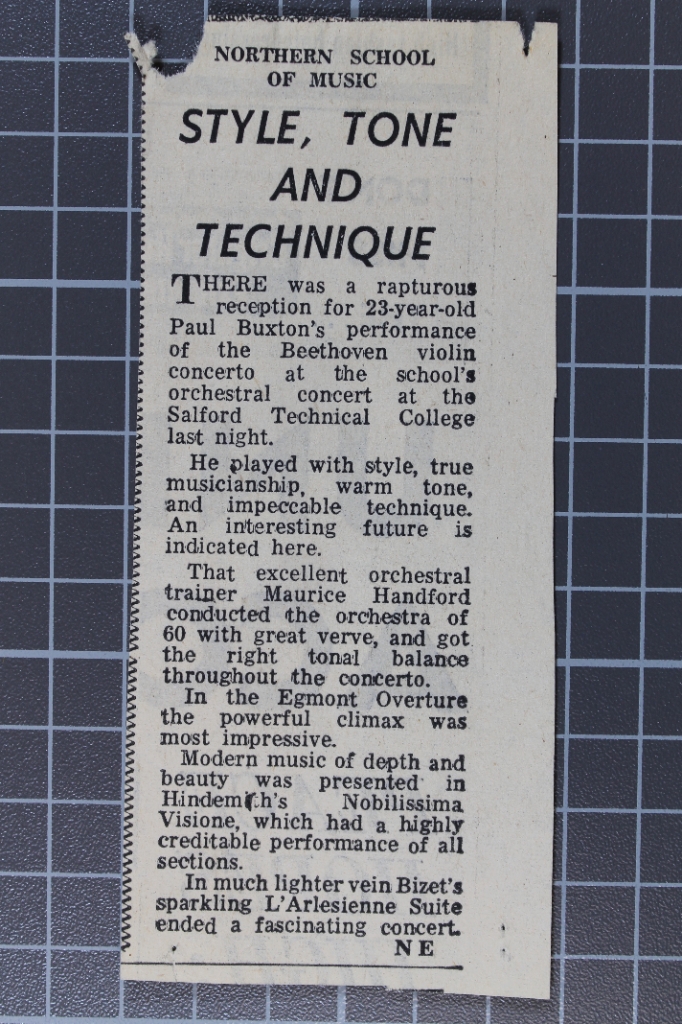 NORTHERN SCHOOL
OF MUSIC
STYLE, TONE
AND
TECHNIQUE
THERE was a rapturous
reception for 23-year-old
Paul Buxton's performance
of the Beethoven violin
concerto at the school's
orchestral concert at the
Salford Technical College
last night.
He played with style, true
musicianship, warm tone,
and impeccable technique.
An interesting future is
indicated here.
That excellent orchestral
trainer Maurice Handford
conducted the orchestra of
60 with great verve, and got
the right tonal balance
throughout the concerto.
In the Egmont Overture
the powerful climax was
most impressive.
Modern music of depth and
beauty was presented in
Hindemith's Nobilissima
Visione, which had a highly
creditable performance of all
sections.
In much lighter vein Bizet's
sparkling L'Arlesienne Suite
ended a fascinating concert.
N E